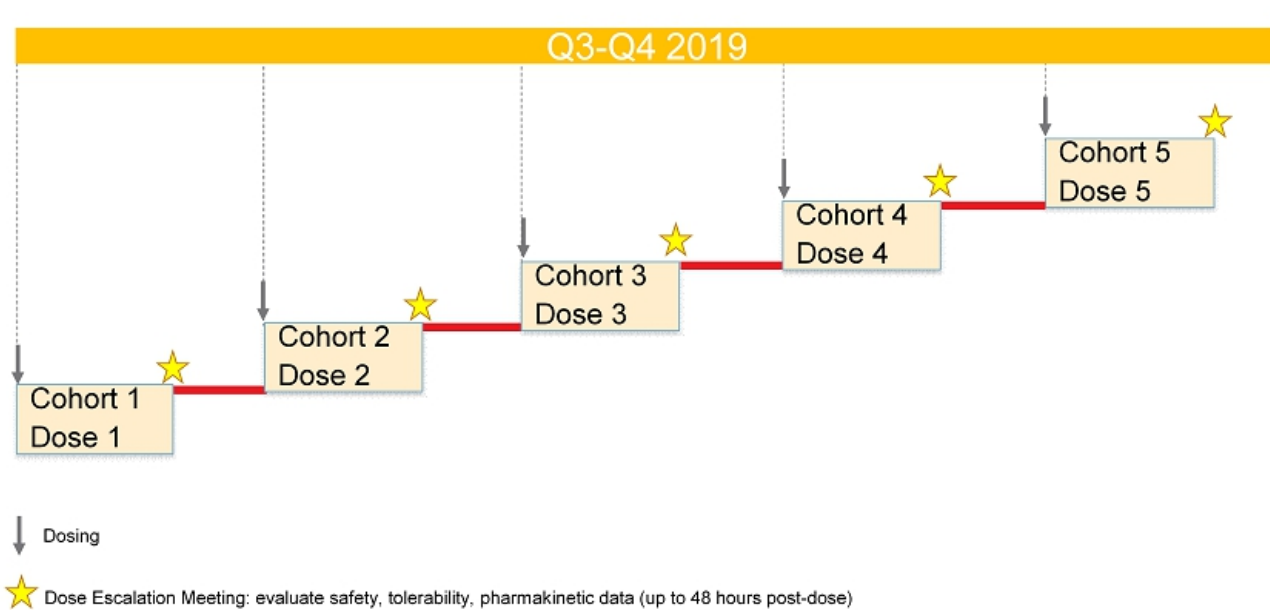 Q3-Q4 2019
Cohort 5
Dose 5
Cohort 4
Dose 4
Cohort 3
Dose 3
Cohort 2
Dose 2
Cohort 1
Dose 1
Dosing
Dose Escalation Meeting: evaluate safety, tolerability, pharmakinetic data (up to 48 hours post-dose)